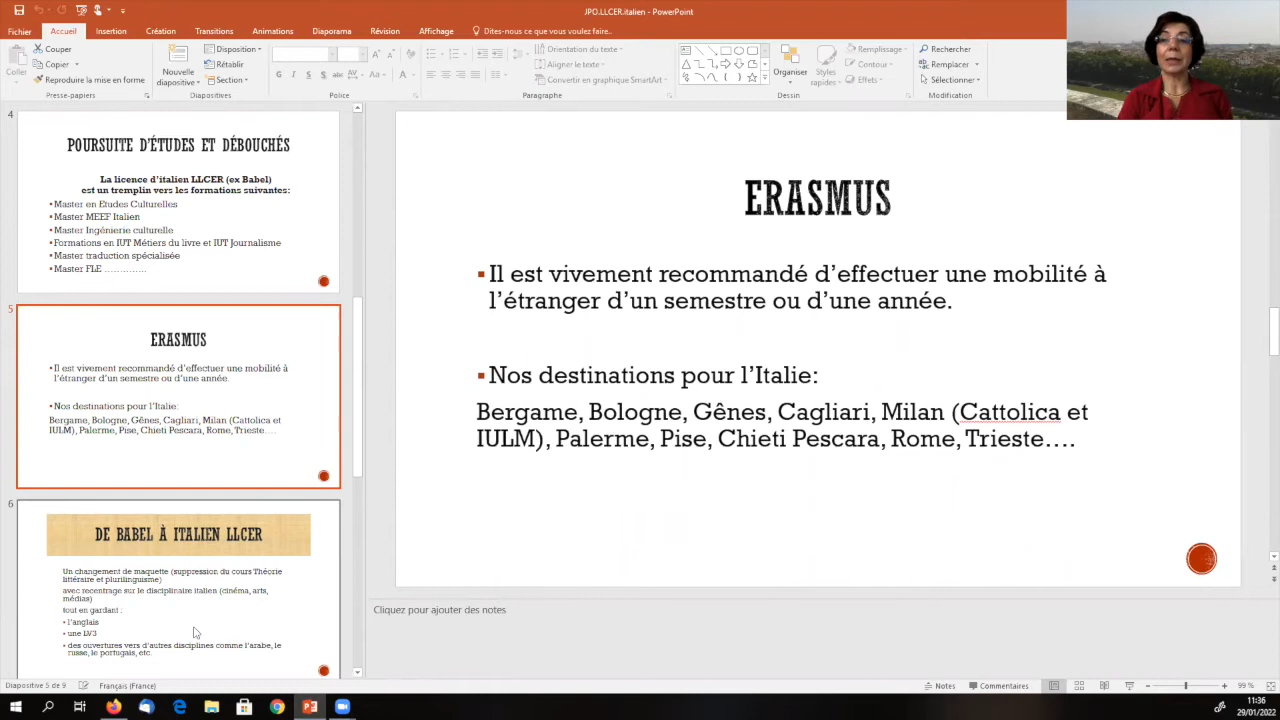 JPO.LLCER.italien - PowerPoint
Fichier Accueil Insertion Création Transitions Animations Diaporama Révision Affichage Dites-nous ce que vous voulez faire..
Coller
Couper
Copier
Reproduire la mise en forme
Presse-papiers
Nouvelle
diapositive
Disposition
Rétablir
Section
Diapositives
G I S S abc AV Aa A
Police
Orientation du texte
Aligner le texte
Convertir en graphique SmartArt
Paragraphe
Organiser
Styles
rapides
Remplissage
Contour
Effets
Dessin
Rechercher
Remplacer
Sélectionner
Modification
4
POURSUITE D'ÉTUDES ET DÉBOUCHÉS
La licence d'italien LLCER (ex Babel)
est un tremplin vers les formations suivantes:
▪ Master en Etudes Culturelles
▪ Master MEEF Italien
▪ Master Ingénierie culturelle
▪ Formations en IUT Métiers du livre et IUT Journalisme
▪ Master traduction spécialisée
▪ Master FLE …………..
5
ERASMUS
▪ Il est vivement recommandé d'effectuer une mobilité à
l'étranger d'un semestre ou d'une année.
▪ Nos destinations pour l'Italie:
Bergame, Bologne, Gênes, Cagliari, Milan (Cattolica et
IULM), Palerme, Pise, Chieti Pescara, Rome, Trieste….
6
DE BABEL À ITALIEN LLCER
Un changement de maquette (suppression du cours Théorie
littéraire et plurilinguisme)
avec recentrage sur le disciplinaire italien (cinéma, arts,
médias)
tout en gardant :
▪ l'anglais
▪ une LV3
▪ des ouvertures vers d'autres disciplines comme l'arabe, le
russe, le portugais, etc.
ERASMUS
▪ Il est vivement recommandé d'effectuer une mobilité à
l'étranger d'un semestre ou d'une année.
▪ Nos destinations pour l'Italie:
Bergame, Bologne, Gênes, Cagliari, Milan (Cattolica et
IULM), Palerme, Pise, Chieti Pescara, Rome, Trieste….
Cliquez pour ajouter des notes
Diapositive 5 de 9 Français (France) Notes Commentaires 99 %
11:36
29/01/2022